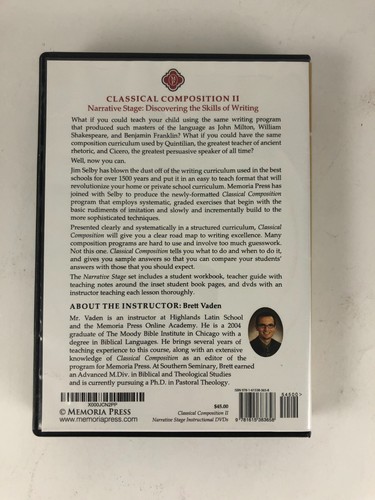 CLASSICAL COMPOSITION II
Narrative Stage: Discovering the Skills of Writing
What if you could teach your child using the same writing program
that produced such masters of the language as John Milton, William
Shakespeare, and Benjamin Franklin? What if you could have the same
composition curriculum used by Quintilian, the greatest teacher of ancient
rhetoric, and Cicero, the greatest persuasive speaker of all time?
Well, now you can.
Jim Selby has blown the dust off of the writing curriculum used in the best
schools for over 1500 years and put it in an easy to teach format that will
revolutionize your home or private school curriculum. Memoria Press has
joined with Selby to produce the newly-formatted Classical Composition
program that employs systematic, graded exercises that begin with the
basic rudiments of imitation and slowly and incrementally build to the
more sophisticated techniques.
Presented clearly and systematically in a structured curriculum, Classical
Composition will give you a clear road map to writing excellence. Many
composition programs are hard to use and involve too much guesswork.
Not this one. Classical Composition tells you what to do and when to do it,
and gives you sample answers so that you can compare your students'
answers with those that you should expect.
The Narrative Stage set includes a student workbook, teacher guide with
teaching notes around the inset student book pages, and dvds with an
instructor teaching each lesson thoroughly.
ABOUT THE INSTRUCTOR: Brett Vaden
Mr. Vaden is an instructor at Highlands Latin School
and the Memoria Press Online Academy. He is a 2004
graduate of The Moody Bible Institute in Chicago with a
degree in Biblical Languages. He brings several years of
teaching experience to this course, along with an extensive
knowledge of Classical Composition as an editor of the
program for Memoria Press. At Southern Seminary, Brett earned
an Advanced M.Div. in Biblical and Theological Studies
and is currently pursuing a Ph.D. in Pastoral Theology.
X000JCN2PP
© MEMORIA PRESS
www.memoriapress.com
$45.00
Classical Composition II
Narrative Stage Instructional DVDs